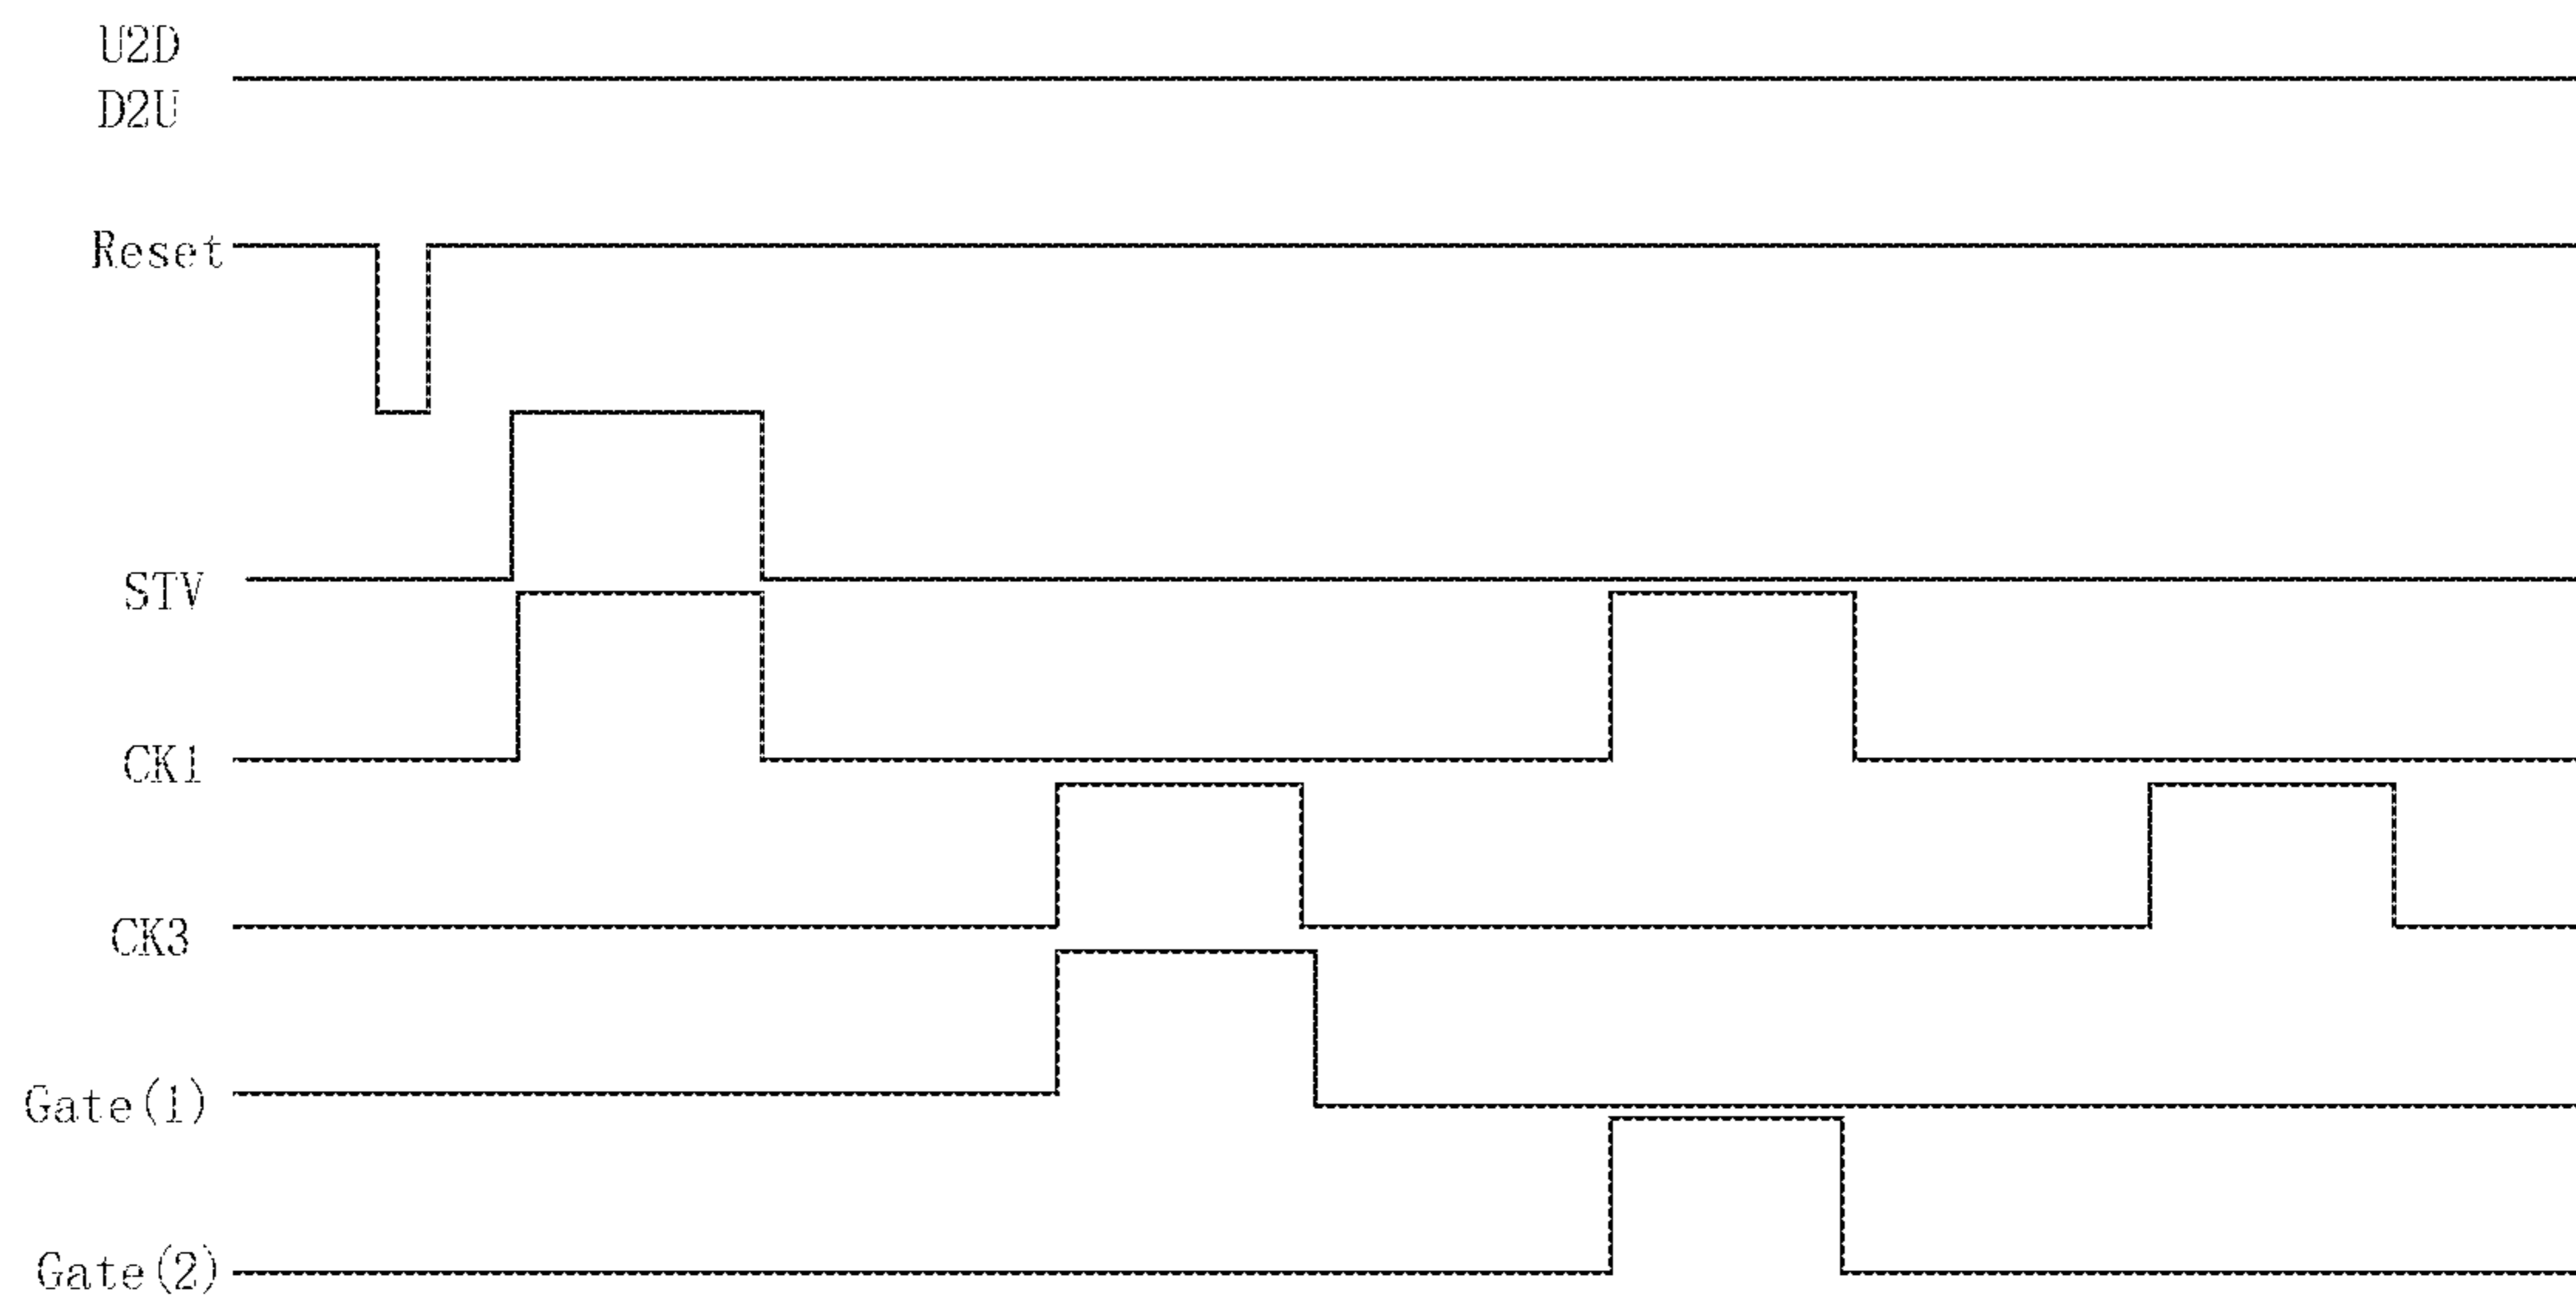 U2D
D2U
Reset
STV
CK1
CK3
Gate(1)
Gate(2)